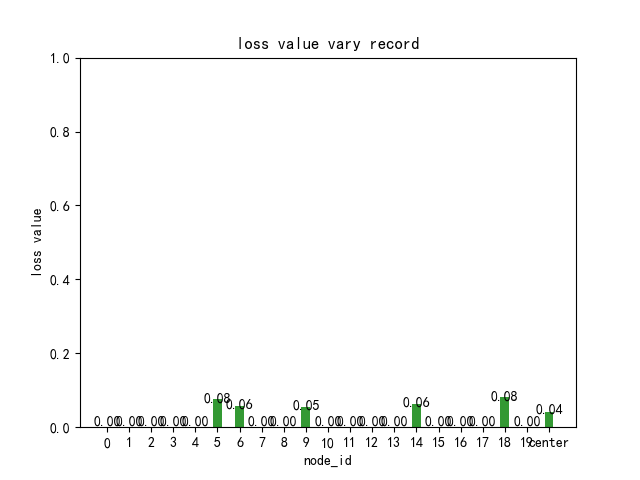 loss value vary record
1.0
0.8
0.6
0.4
0.2
0.0
loss value
0.00 0.00 0.00 0.00 0.00 0.08 0.06 0.00 0.00 0.05 0.00 0.00 0.00 0.00 0.06 0.00 0.00 0.00 0.08 0.00 0.04
0 1 2 3 4 5 6 7 8 9 10 11 12 13 14 15 16 17 18 19 center
node_id